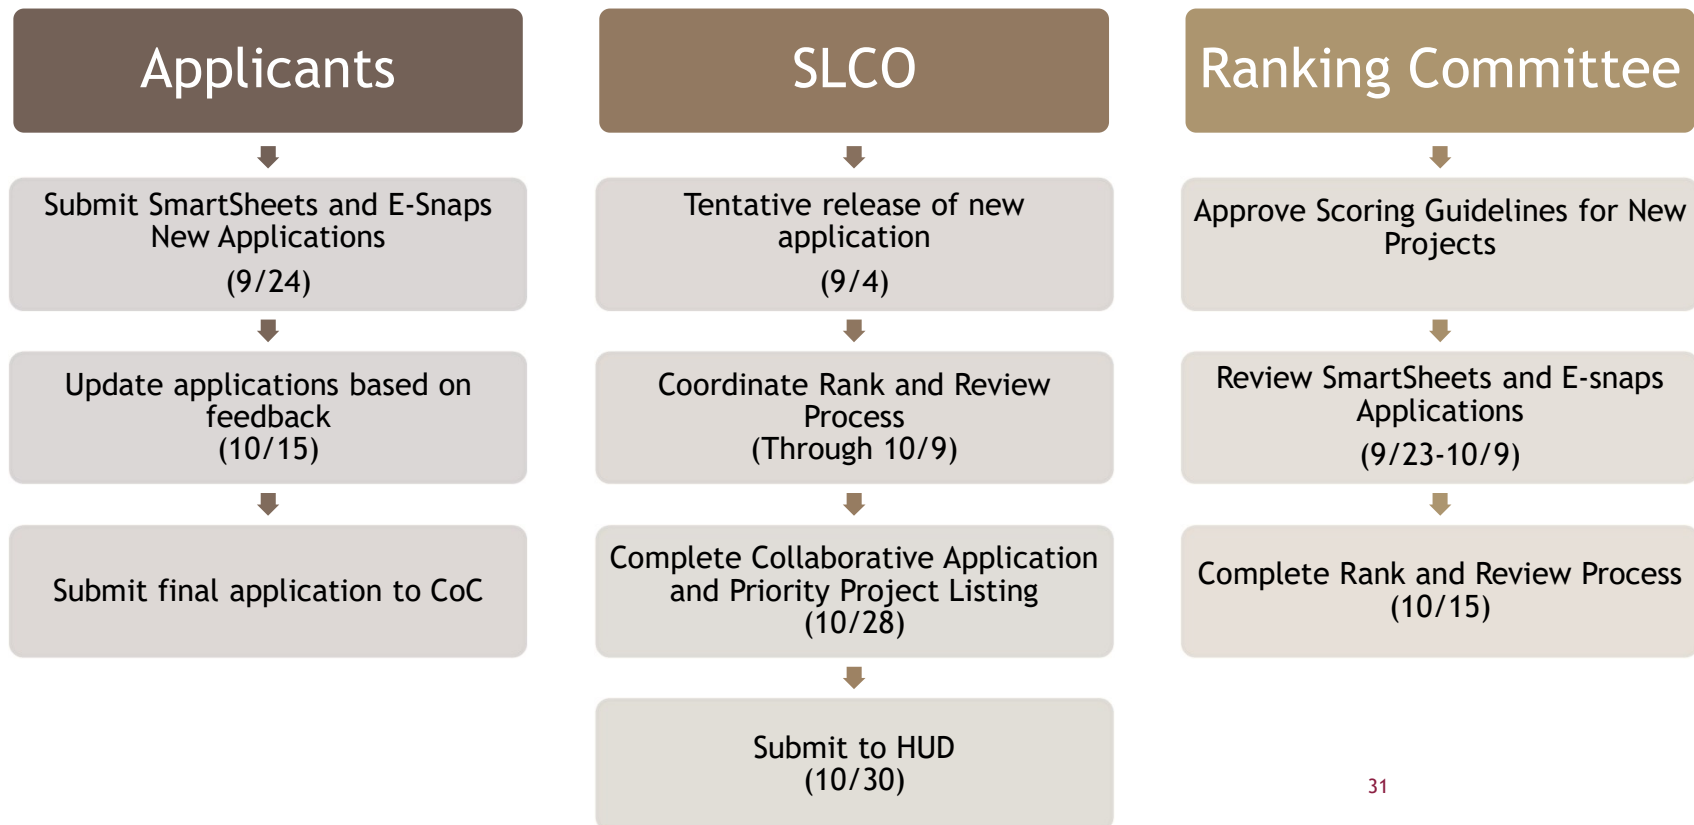 Applicants
Submit SmartSheets and E-Snaps
New Applications
(9/24)
Update applications based on
feedback
(10/15)
Submit final application to CoC
SLCO
Tentative release of new
application
(9/4)
Coordinate Rank and Review
Process
(Through 10/9)
Complete Collaborative Application
and Priority Project Listing
(10/28)
Submit to HUD
(10/30)
Ranking Committee
Approve Scoring Guidelines for New
Projects
Review SmartSheets and E-snaps
Applications
(9/23-10/9)
Complete Rank and Review Process
(10/15)
31